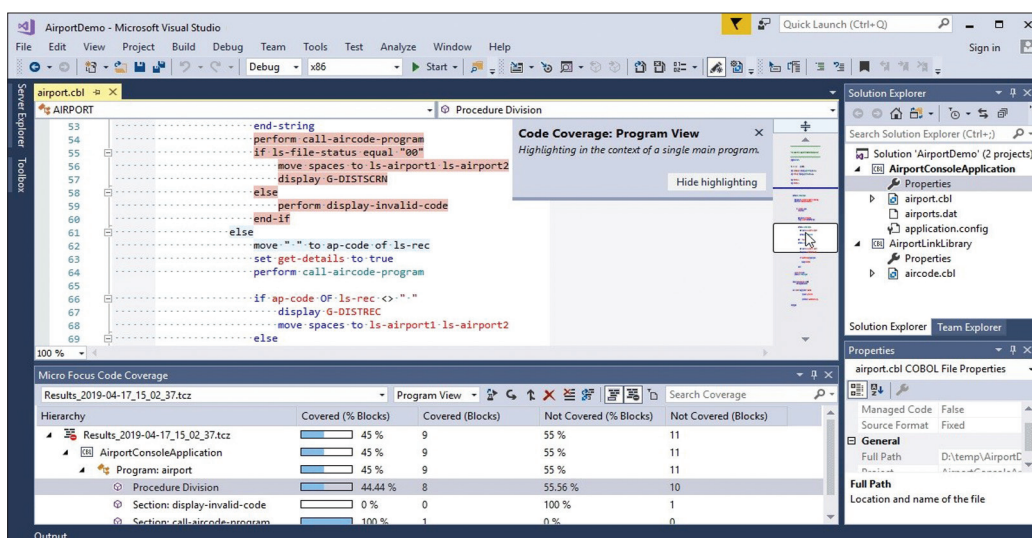 AirportDemo - Microsoft Visual Studio
Quick Launch (Ctrl+Q)
File Edit View Project Build Debug Team Tools Test Analyze Window Help
Sign in
Debug x86 Start
Server Explorer
Toolbox
airport.cbl
AIRPORT
Procedure Division
53 end-string
54 perform call-aircode-program
55 if ls-file-status equal "00"
56 move spaces to ls-airport1 ls-airport2
57 display G-DISTSCRN
58 else
59 perform display-invalid-code
60 end-if
61 else
62 move " " to ap-code of ls-rec
63 set get-details to true
64 perform call-aircode-program
65
66 if ap-code OF ls-rec <> " "
67 display G-DISTREC
68 move spaces to ls-airport1 ls-airport2
69 else
100 %
Code Coverage: Program View
Highlighting in the context of a single main program.
Hide highlighting
Solution Explorer
Search Solution Explorer (Ctrl+;)
Solution 'AirportDemo' (2 projects)
AirportConsoleApplication
Properties
airport.cbl
airports.dat
application.config
AirportLinkLibrary
Properties
aircode.cbl
Solution Explorer Team Explorer
Properties
airport.cbl COBOL File Properties
Managed Code False
Source Format Fixed
General
Full Path D:\temp\AirportD
Full Path
Location and name of the file
Micro Focus Code Coverage
Results_2019-04-17_15_02_37.tcz Program View Search Coverage
Hierarchy Covered (% Blocks) Covered (Blocks) Not Covered (% Blocks) Not Covered (Blocks)
Results_2019-04-17_15_02_37.tcz 45 % 9 55 % 11
AirportConsoleApplication 45 % 9 55 % 11
Program: airport 45 % 9 55 % 11
Procedure Division 44.44 % 8 55.56 % 10
Section: display-invalid-code 0 % 0 100 % 1
Section: call-aircode-program 100 % 1 0 % 0
Output